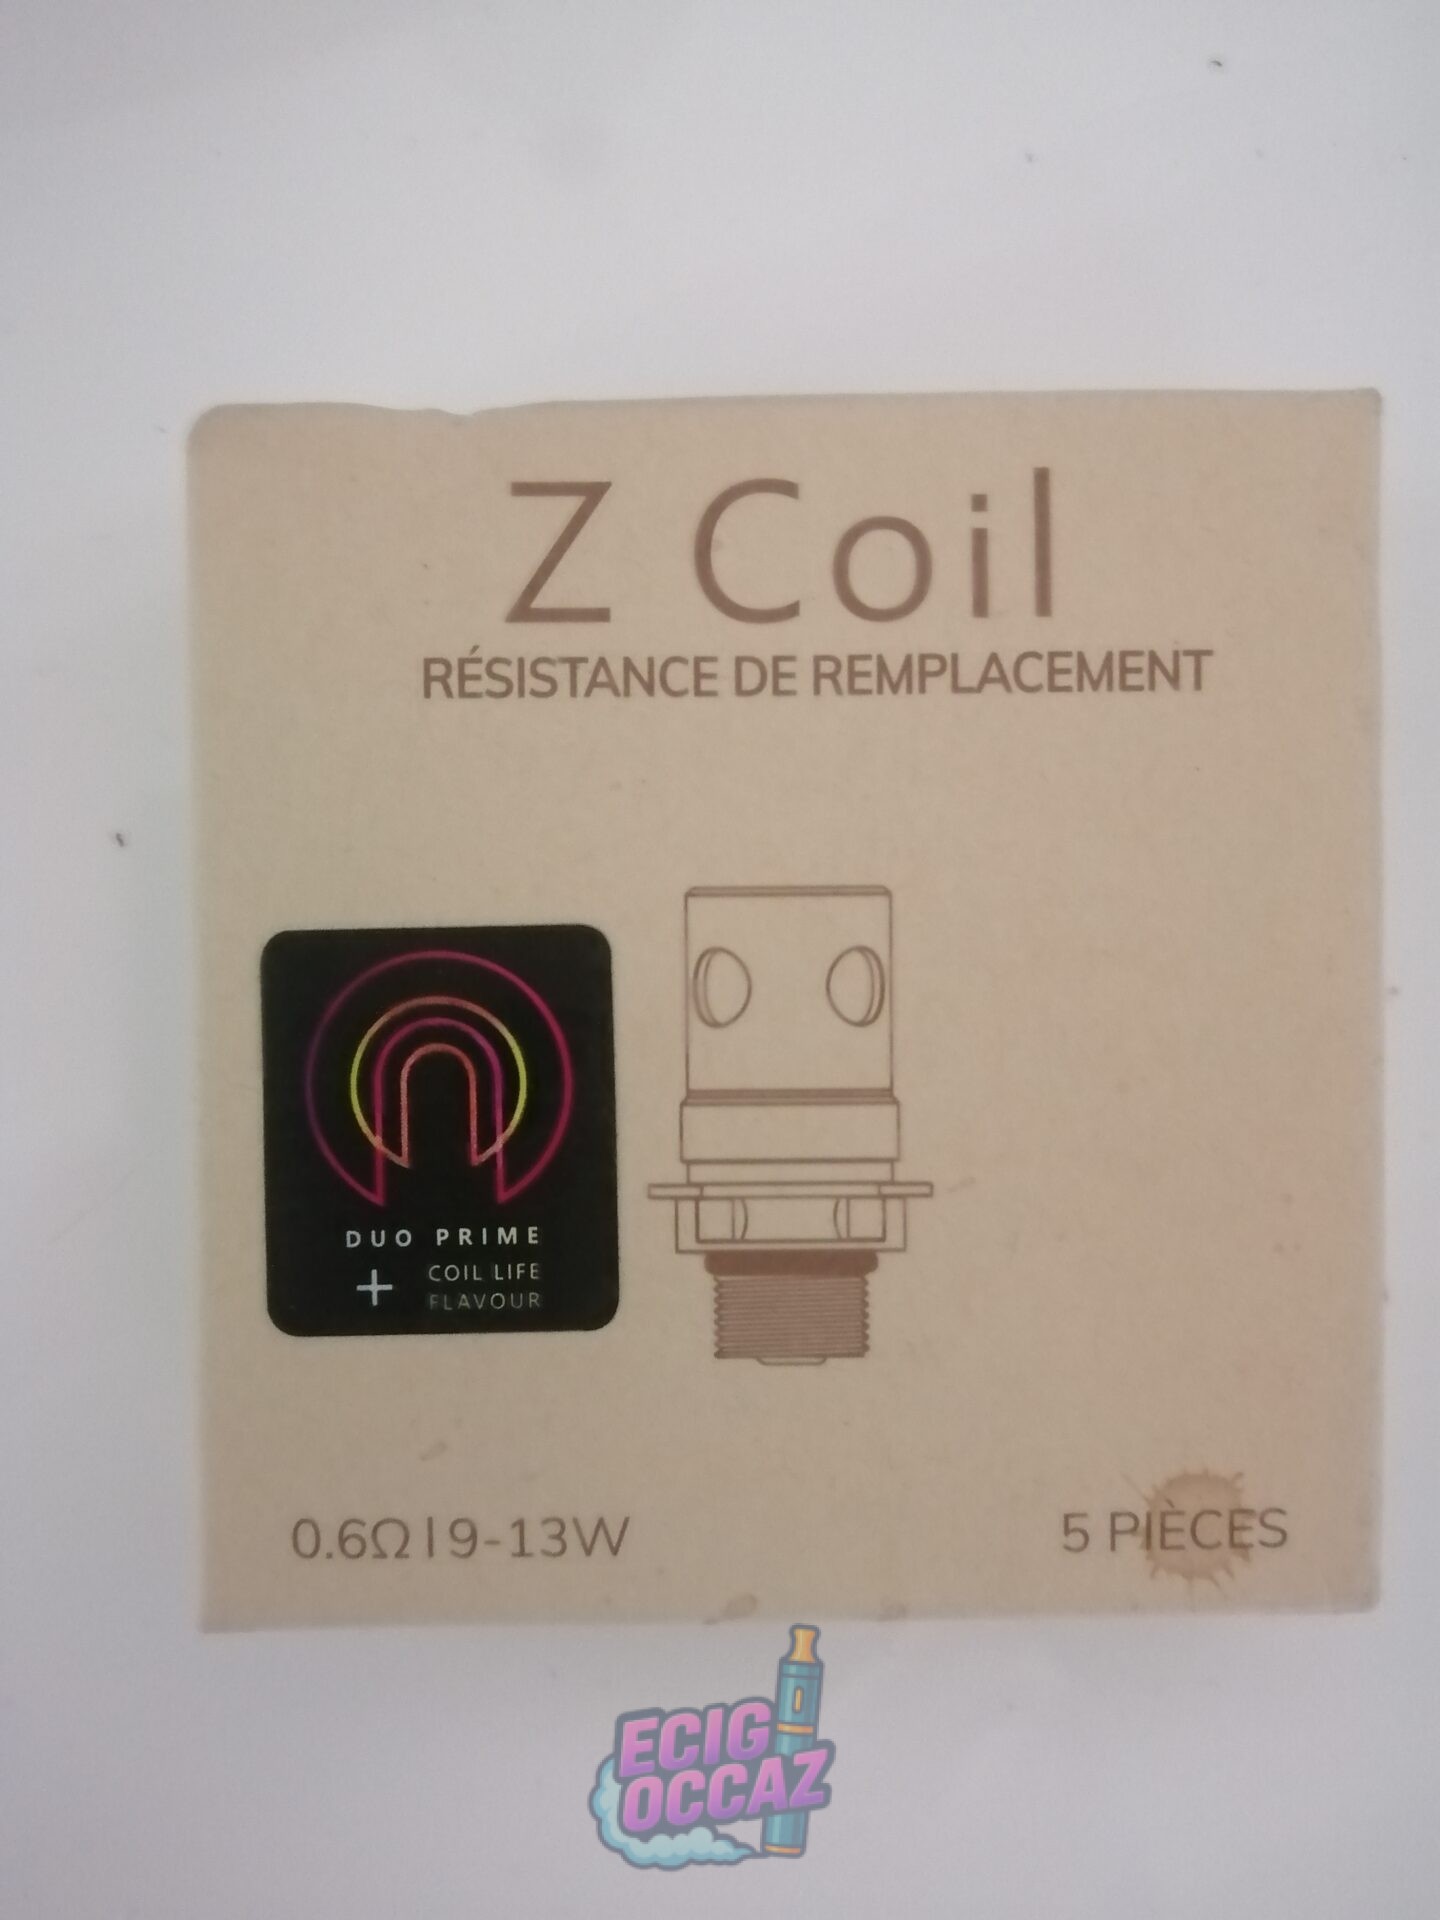 Z Coil
RÉSISTANCE DE REMPLACEMENT
DUO PRIME
+ COIL LIFE
FLAVOUR
0.6Ω | 9-13W
5 PIÈCES
ECIG
OCCAZ